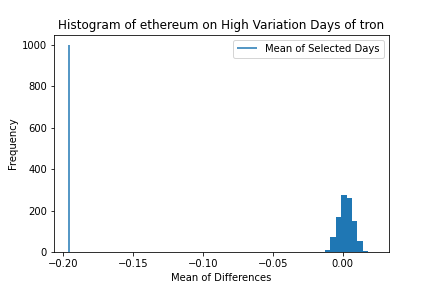 Histogram of ethereum on High Variation Days of tron
Mean of Selected Days
Frequency
1000
800
600
400
200
0
−0.20
−0.15
−0.10
−0.05
0.00
Mean of Differences